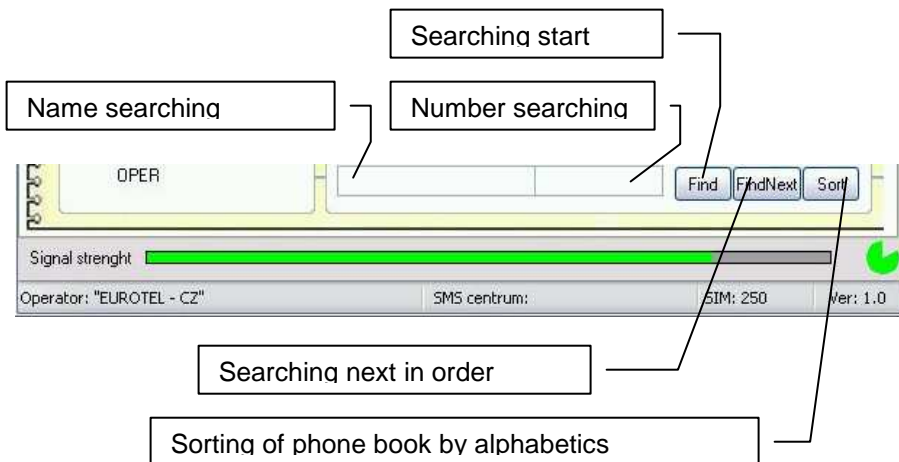 Searching start
Name searching
Number searching
OPER
Find FindNext Sort
Signal strenght
Operator: "EUROTEL - CZ" SMS centrum: SIM: 250 Ver: 1.0
Searching next in order
Sorting of phone book by alphabetics